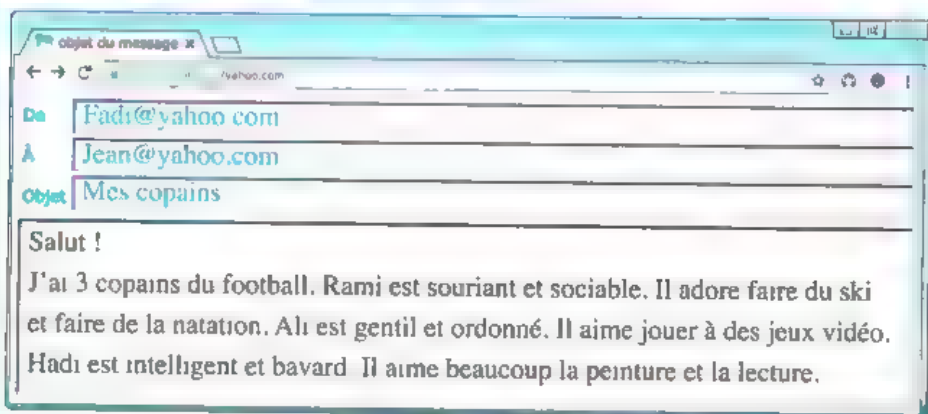 objet du message x
/yahoo.com
De Fadi@yahoo com
À Jean@yahoo.com
Objet Mes copains
Salut !
J'ai 3 copains du football. Rami est souriant et sociable. Il adore faire du ski
et faire de la natation. Ali est gentil et ordonné. Il aime jouer à des jeux vidéo.
Hadi est intelligent et bavard Il aime beaucoup la peinture et la lecture.